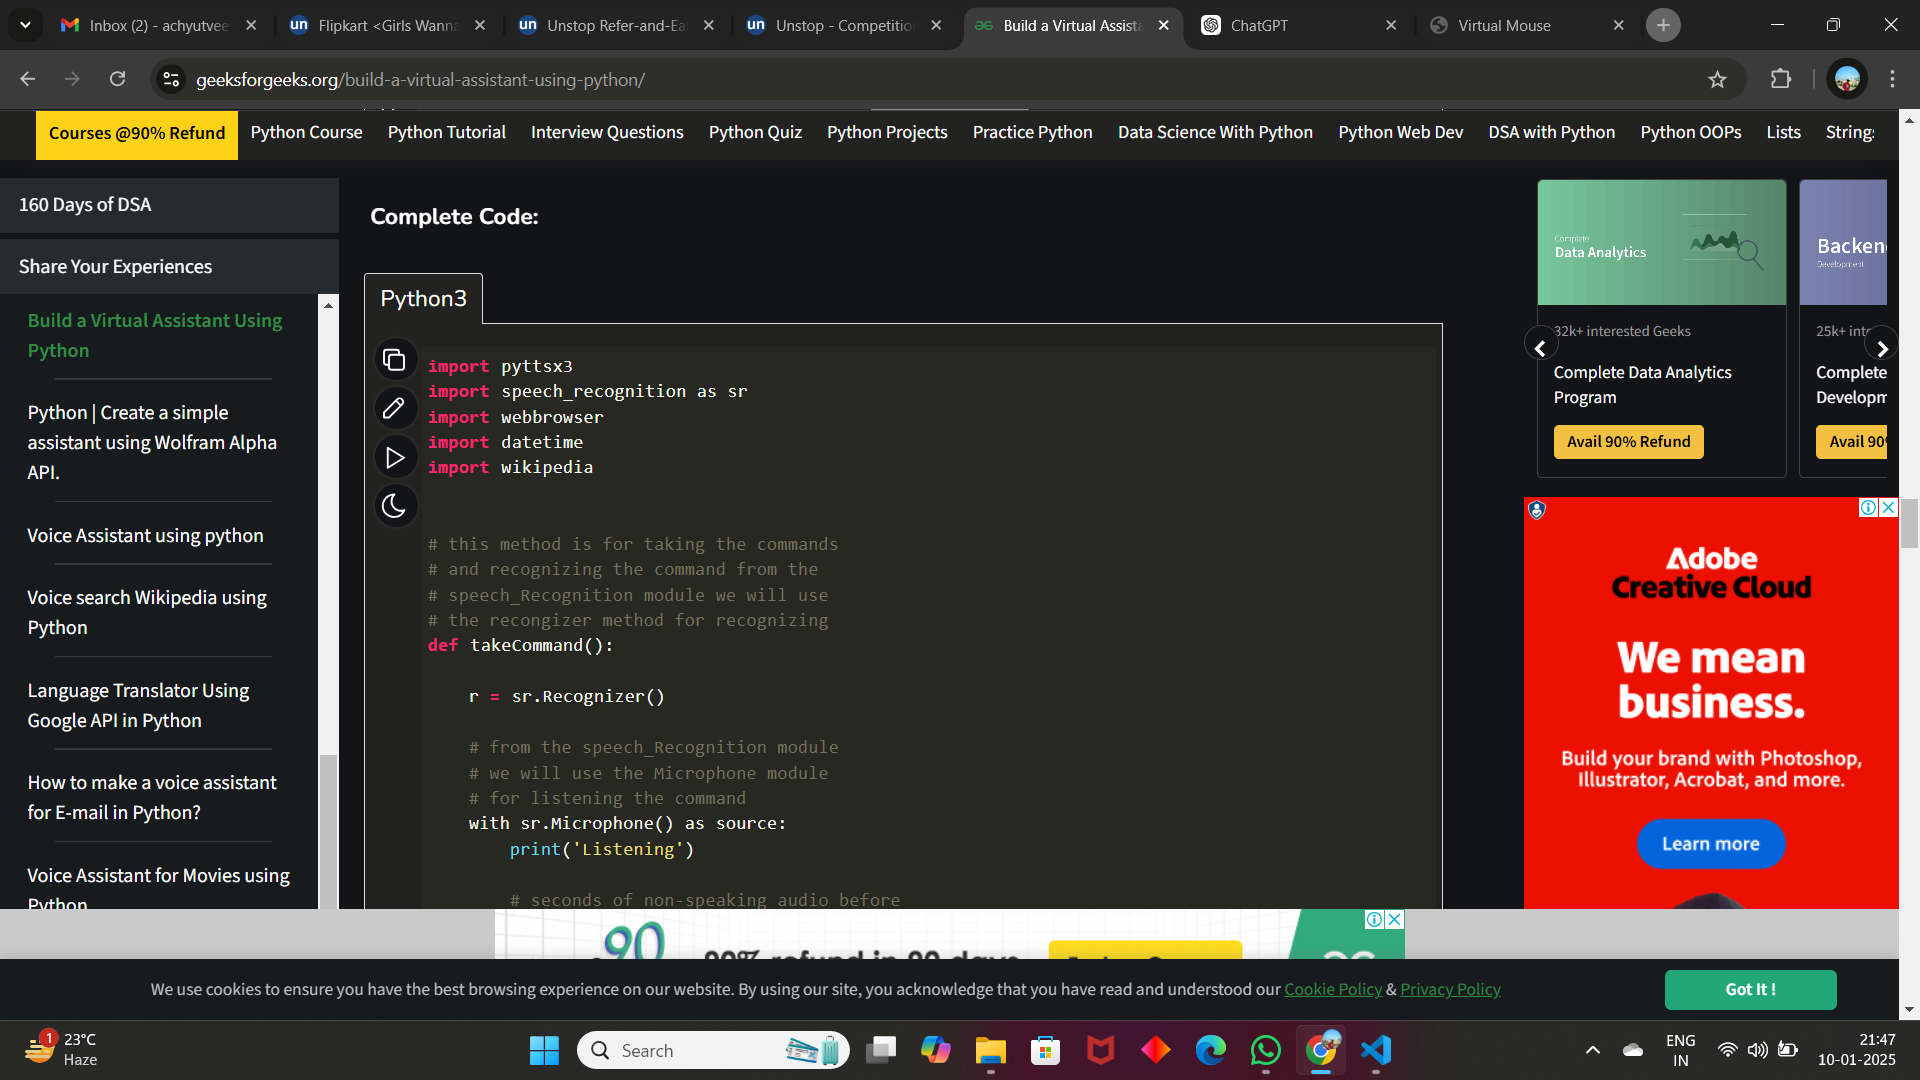 Inbox (2) - achyutvee
Flipkart <Girls Wanna
Unstop Refer-and-Ea
Unstop - Competition
Build a Virtual Assista
ChatGPT
Virtual Mouse
geeksforgeeks.org/build-a-virtual-assistant-using-python/
Courses @90% Refund
Python Course
Python Tutorial
Interview Questions
Python Quiz
Python Projects
Practice Python
Data Science With Python
Python Web Dev
DSA with Python
Python OOPs
Lists
Strings
160 Days of DSA
Share Your Experiences
Build a Virtual Assistant Using
Python
Python | Create a simple
assistant using Wolfram Alpha
API.
Voice Assistant using python
Voice search Wikipedia using
Python
Language Translator Using
Google API in Python
How to make a voice assistant
for E-mail in Python?
Voice Assistant for Movies using
Python
Complete Code:
Python3
import pyttsx3
import speech_recognition as sr
import webbrowser
import datetime
import wikipedia
# this method is for taking the commands
# and recognizing the command from the
# speech_Recognition module we will use
# the recongizer method for recognizing
def takeCommand():
r = sr.Recognizer()
# from the speech_Recognition module
# we will use the Microphone module
# for listening the command
with sr.Microphone() as source:
print('Listening')
# seconds of non-speaking audio before
Complete
Data Analytics
32k+ interested Geeks
Complete Data Analytics
Program
Avail 90% Refund
Backen
Development
25k+ inte
Complete
Developm
Avail 90
Adobe
Creative Cloud
We mean
business.
Build your brand with Photoshop,
Illustrator, Acrobat, and more.
Learn more
90
90% refund in 90 days
We use cookies to ensure you have the best browsing experience on our website. By using our site, you acknowledge that you have read and understood our Cookie Policy & Privacy Policy
Got It !
1
23°C
Haze
Search
ENG
IN
21:47
10-01-2025